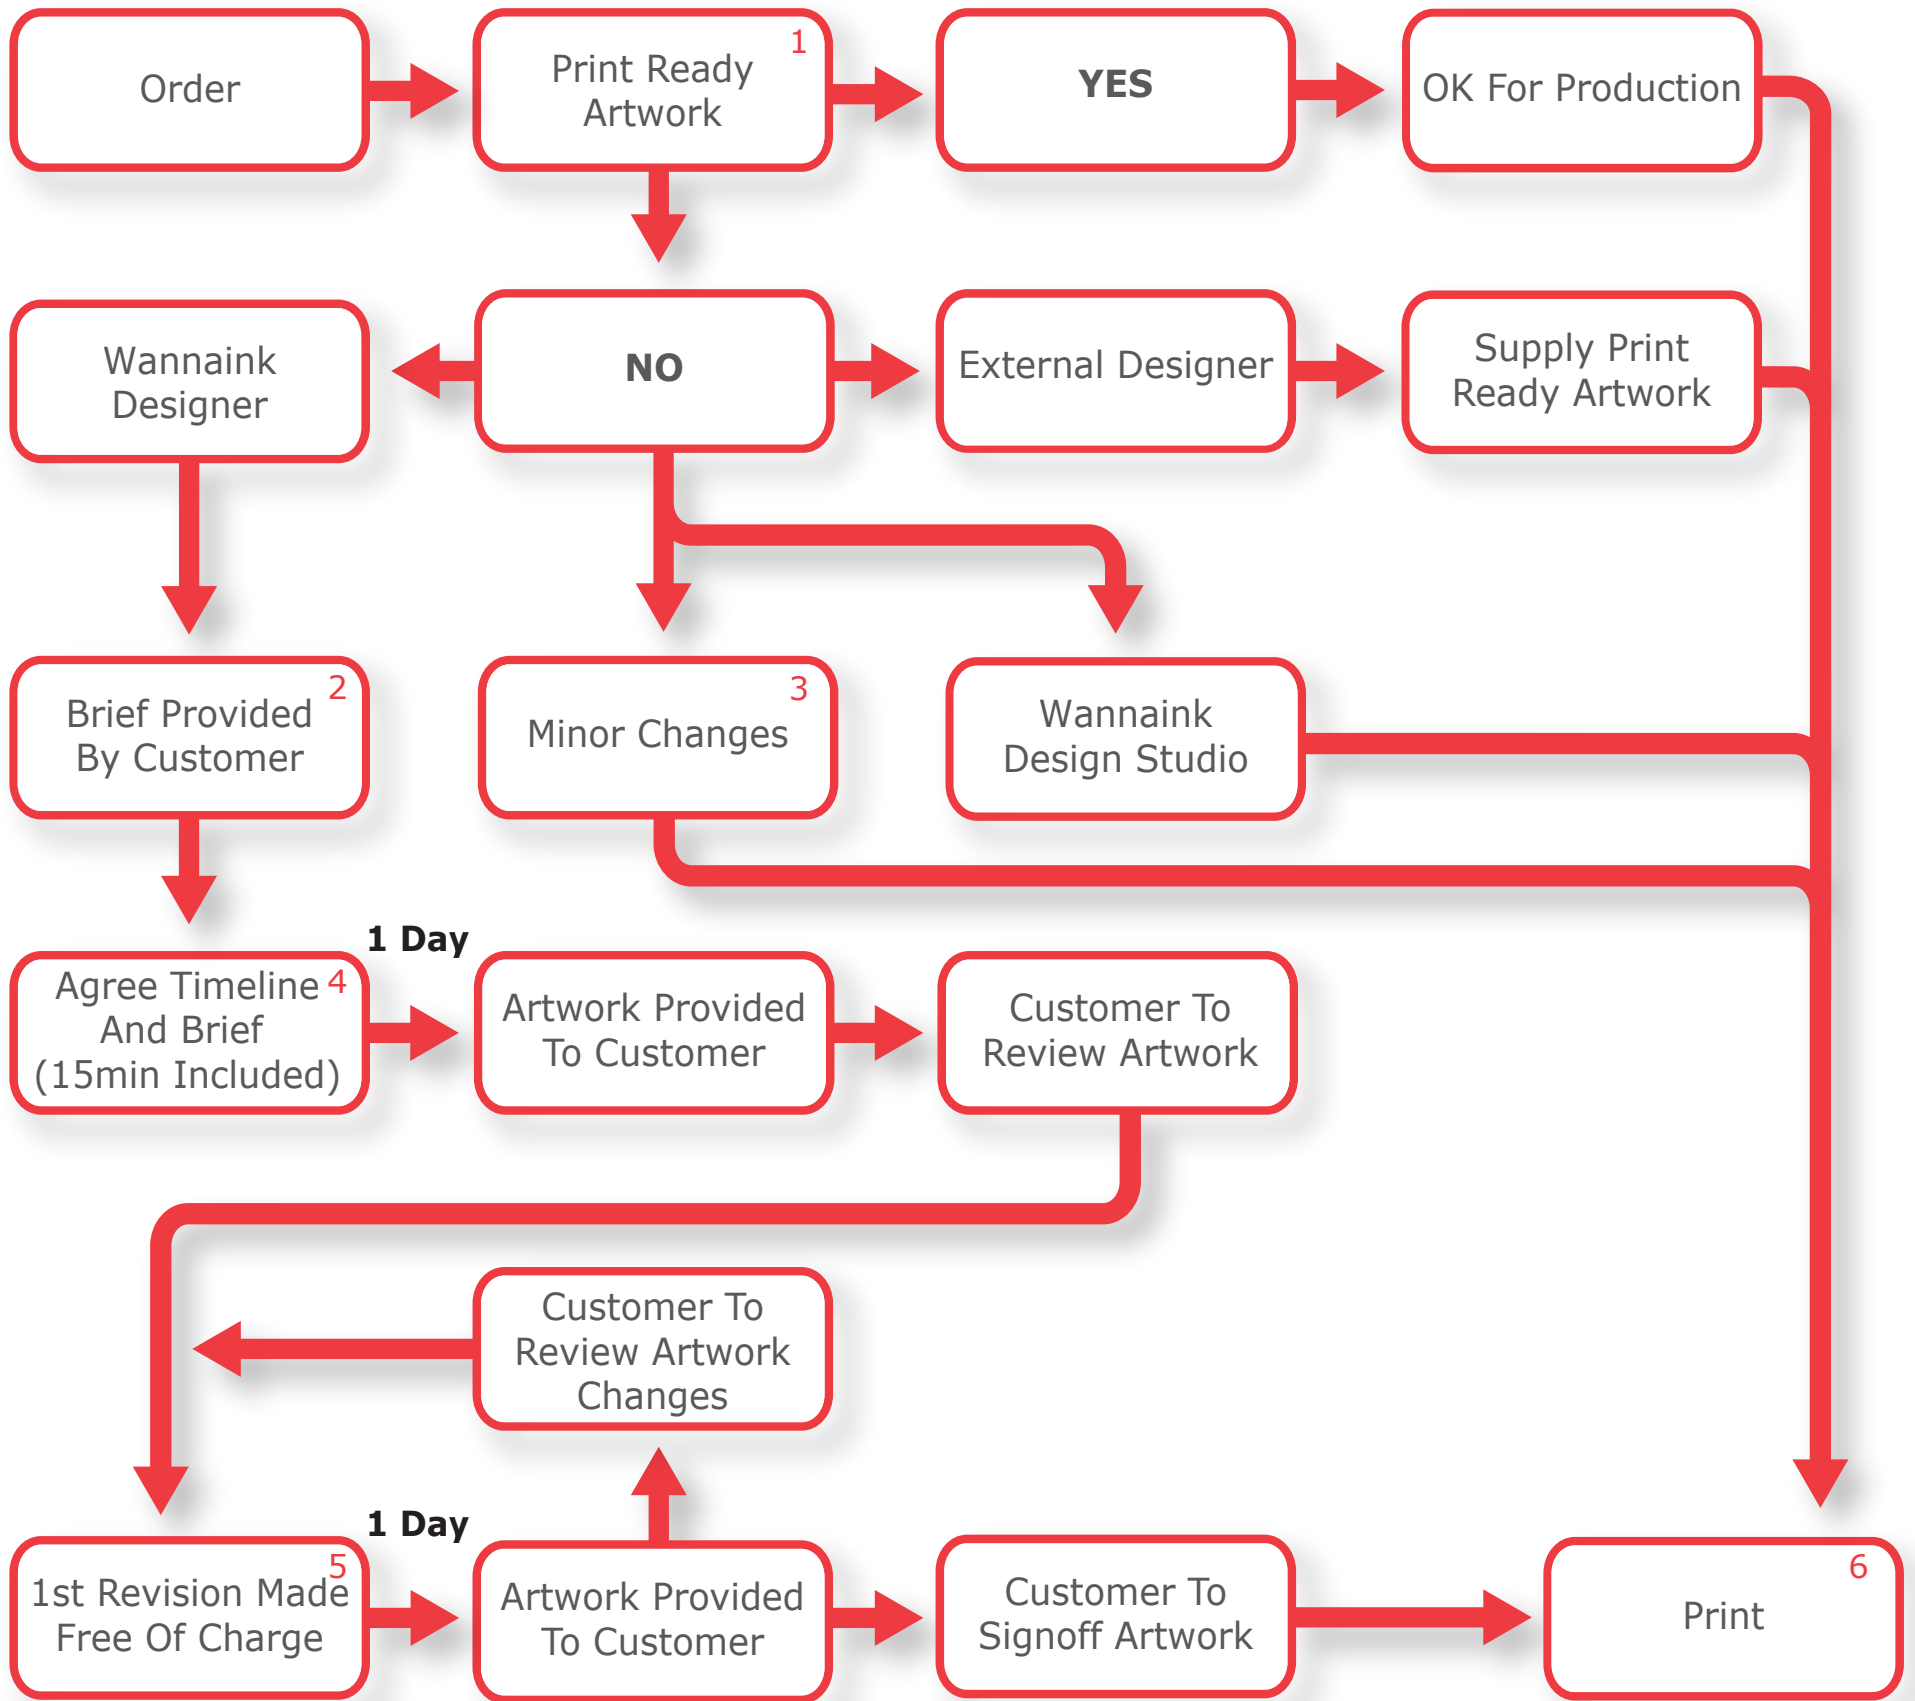 Order
1
Print Ready
Artwork
YES
OK For Production
Wannaink
Designer
NO
External Designer
Supply Print
Ready Artwork
2
Brief Provided
By Customer
3
Minor Changes
Wannaink
Design Studio
1 Day
Agree Timeline 4
And Brief
(15min Included)
Artwork Provided
To Customer
Customer To
Review Artwork
Customer To
Review Artwork
Changes
1 Day
5
1st Revision Made
Free Of Charge
Artwork Provided
To Customer
Customer To
Signoff Artwork
6
Print